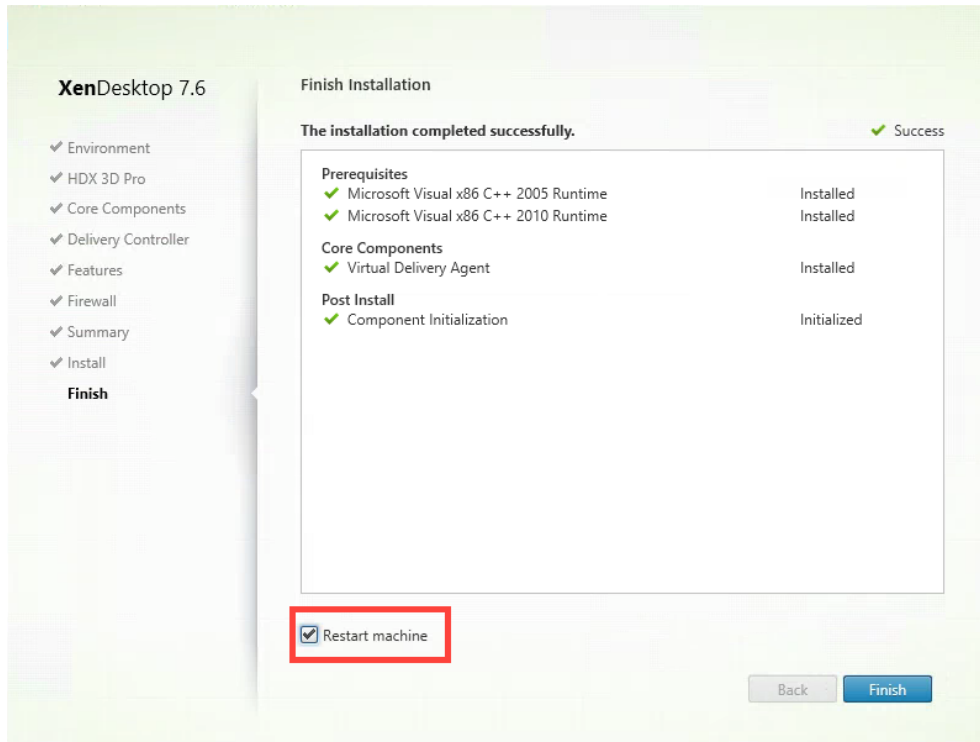 XenDesktop 7.6
Environment
HDX 3D Pro
Core Components
Delivery Controller
Features
Firewall
Summary
Install
Finish
Finish Installation
The installation completed successfully. Success
Prerequisites
Microsoft Visual x86 C++ 2005 Runtime Installed
Microsoft Visual x86 C++ 2010 Runtime Installed
Core Components
Virtual Delivery Agent Installed
Post Install
Component Initialization Initialized
Restart machine
Back Finish